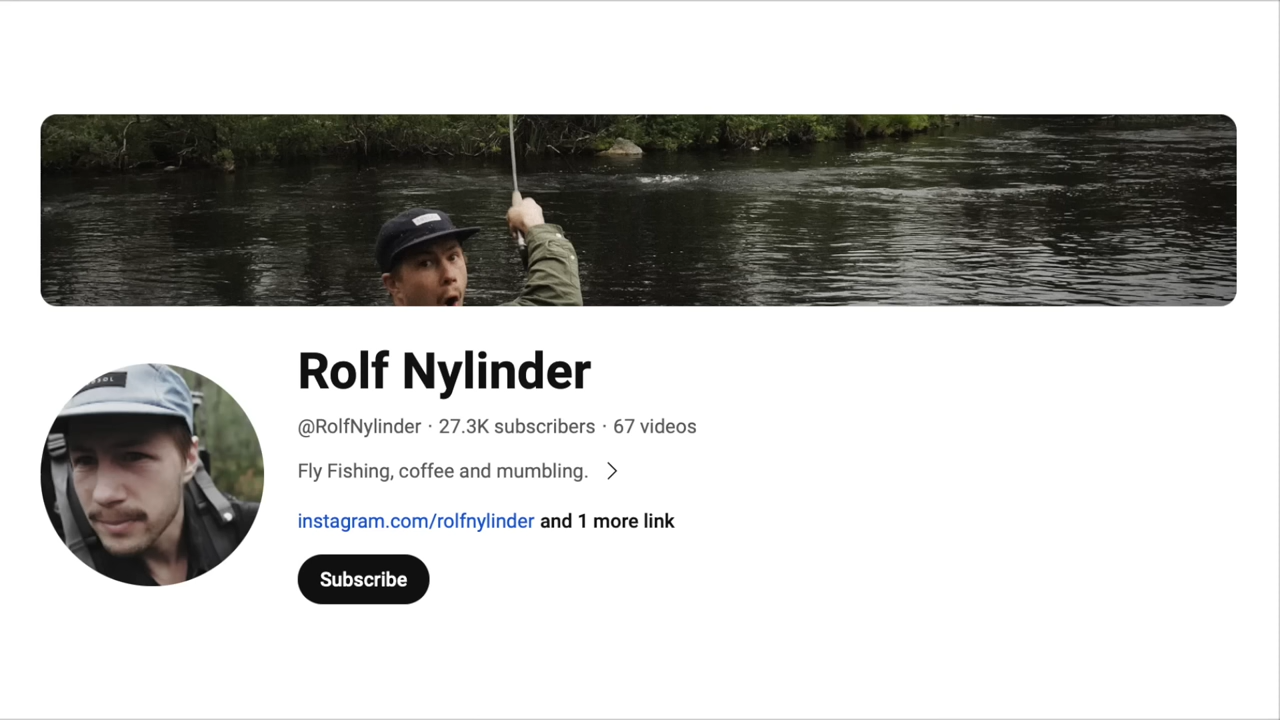 Rolf Nylinder
@RolfNylinder · 27.3K subscribers · 67 videos
Fly Fishing, coffee and mumbling.
instagram.com/rolfnylinder and 1 more link
Subscribe